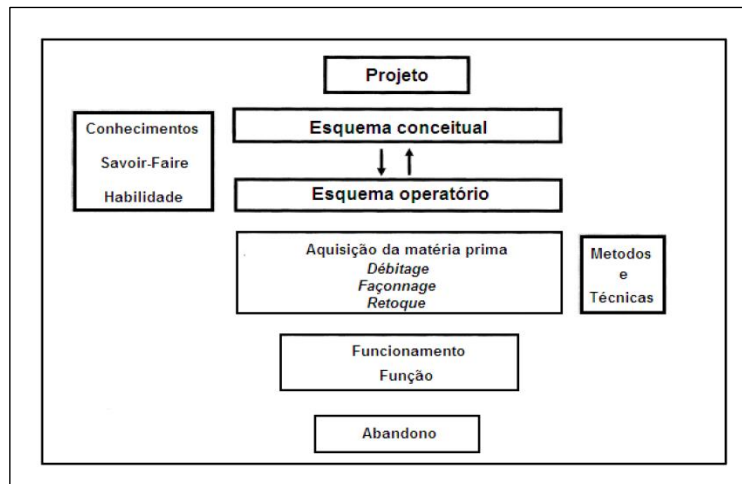 Projeto
Conhecimentos
Savoir-Faire
Habilidade
Esquema conceitual
Esquema operatório
Aquisição da matéria prima
Débitage
Façonnage
Retoque
Metodos
e
Técnicas
Funcionamento
Função
Abandono